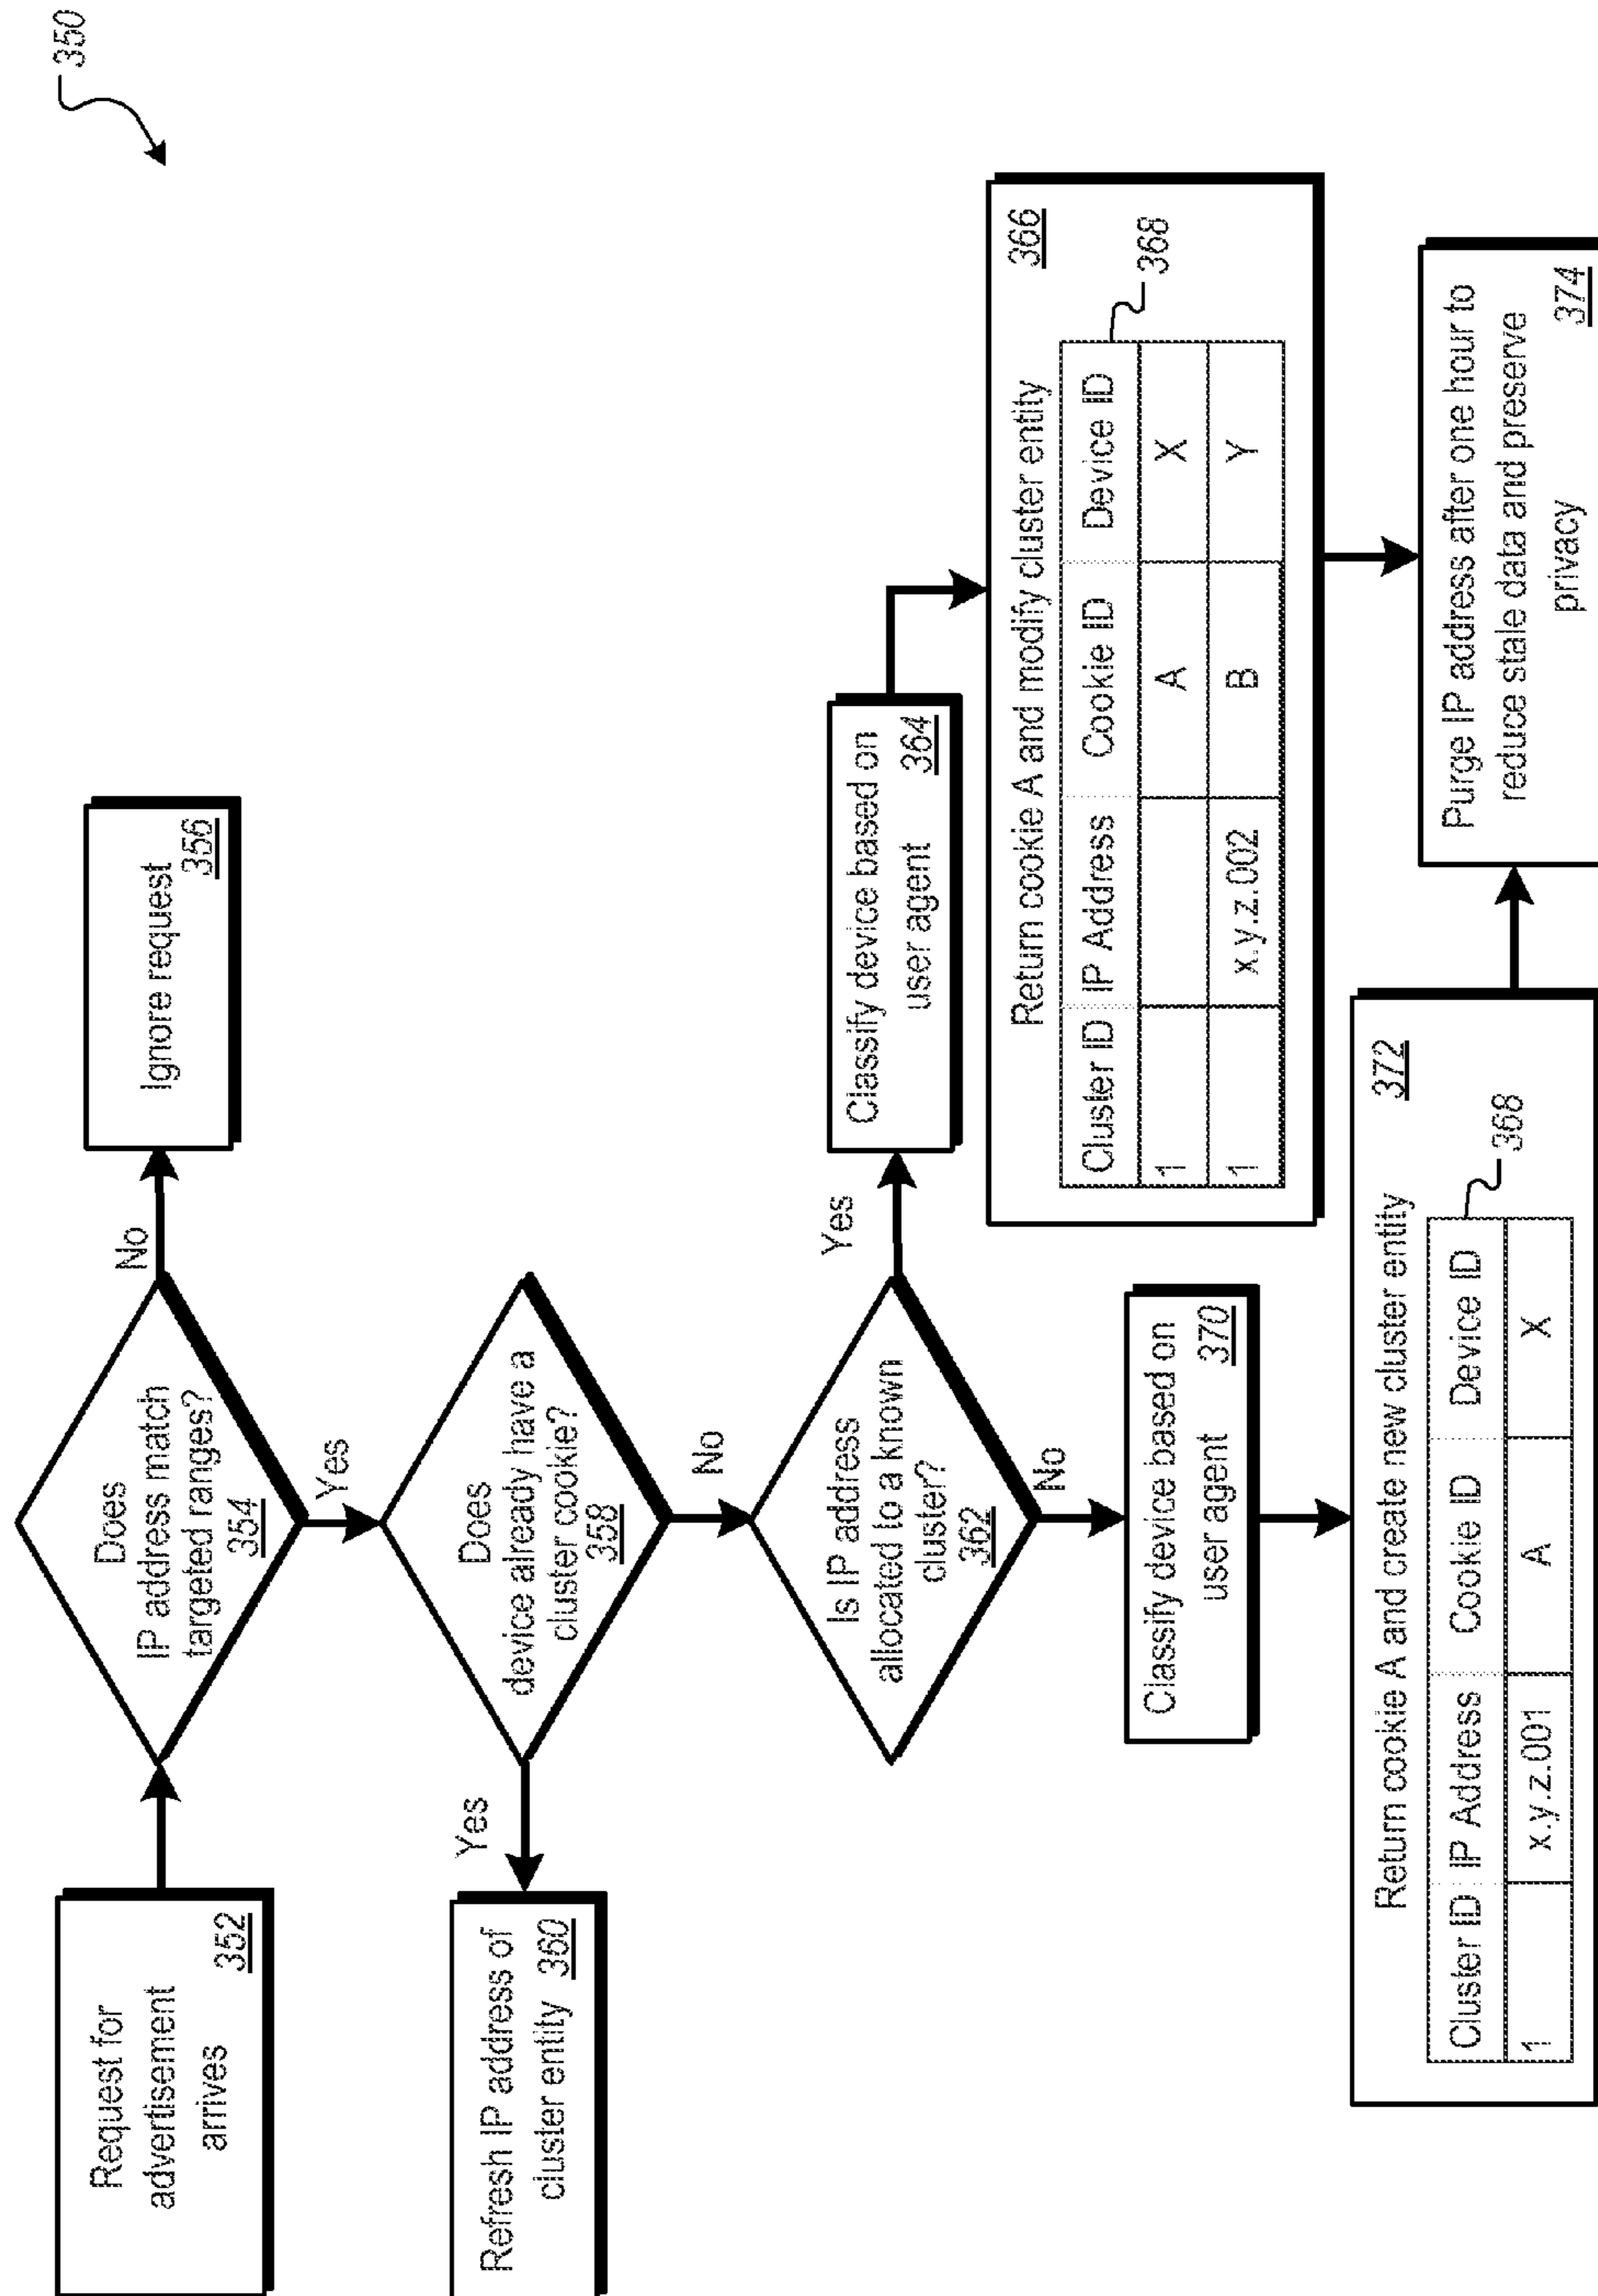 350
Request for
advertisement
arrives
352
Does
IP address match
targeted ranges?
354
No
Ignore request
356
Yes
Does
device already have a
cluster cookie?
358
Yes
Refresh IP address of
cluster entity 360
No
Is IP address
allocated to a known
cluster?
362
Yes
Classify device based on
user agent 364
Return cookie A and modify cluster entity
366
368
Cluster ID IP Address Cookie ID Device ID
1 A X
1 x.y.z.002 B Y
No
Classify device based on
user agent 370
Return cookie A and create new cluster entity
372
368
Cluster ID IP Address Cookie ID Device ID
1 x.y.z.001 A X
Purge IP address after one hour to
reduce stale data and preserve
privacy 374